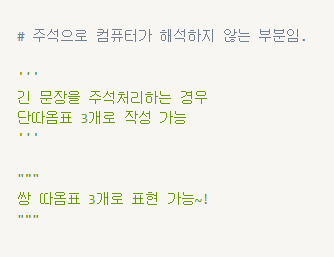 # 주석으로 컴퓨터가 해석하지 않는 부분임.
'''
긴 문장을 주석처리하는 경우
단따옴표 3개로 작성 가능
'''
"""
쌍 따옴표 3개로 표현 가능~!
"""